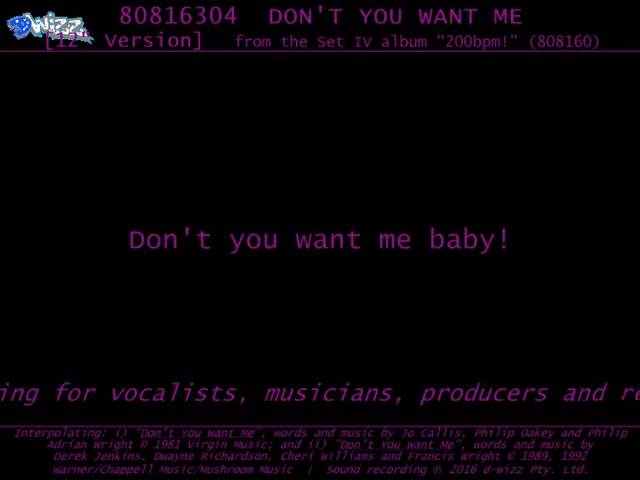 80816304 DON'T YOU WANT ME
d-wizz
[12" Version] from the Set IV album "200bpm!" (808160)
Don't you want me baby!
ing for vocalists, musicians, producers and re
Interpolating: i) "Don't You Want Me", words and music by Jo Callis, Philip Oakey and Philip
Adrian Wright © 1981 Virgin Music; and ii) "Don't You Want Me", words and music by
Derek Jenkins, Dwayne Richardson, Cheri Williams and Francis Wright © 1989, 1992
Warner/Chappell Music/Mushroom Music | Sound recording ℗ 2016 d-wizz Pty. Ltd.